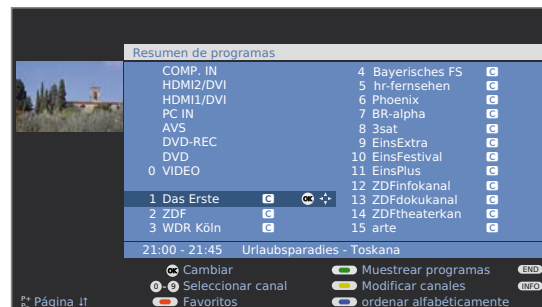 Resumen de programas
COMP. IN
HDMI2/DVI
HDMI1/DVI
PC IN
AVS
DVD-REC
DVD
0 VIDEO
1 Das Erste C OK
2 ZDF C
3 WDR Köln C
4 Bayerisches FS C
5 hr-fernsehen C
6 Phoenix C
7 BR-alpha C
8 3sat C
9 EinsExtra C
10 EinsFestival C
11 EinsPlus C
12 ZDFinfokanal C
13 ZDFdokukanal C
14 ZDFtheaterkan C
15 arte C
21:00 - 21:45 Urlaubsparadies - Toskana
OK Cambiar
0-9 Seleccionar canal
P+ P- Página
Favoritos
Muestrear programas END
Modificar canales INFO
ordenar alfabéticamente